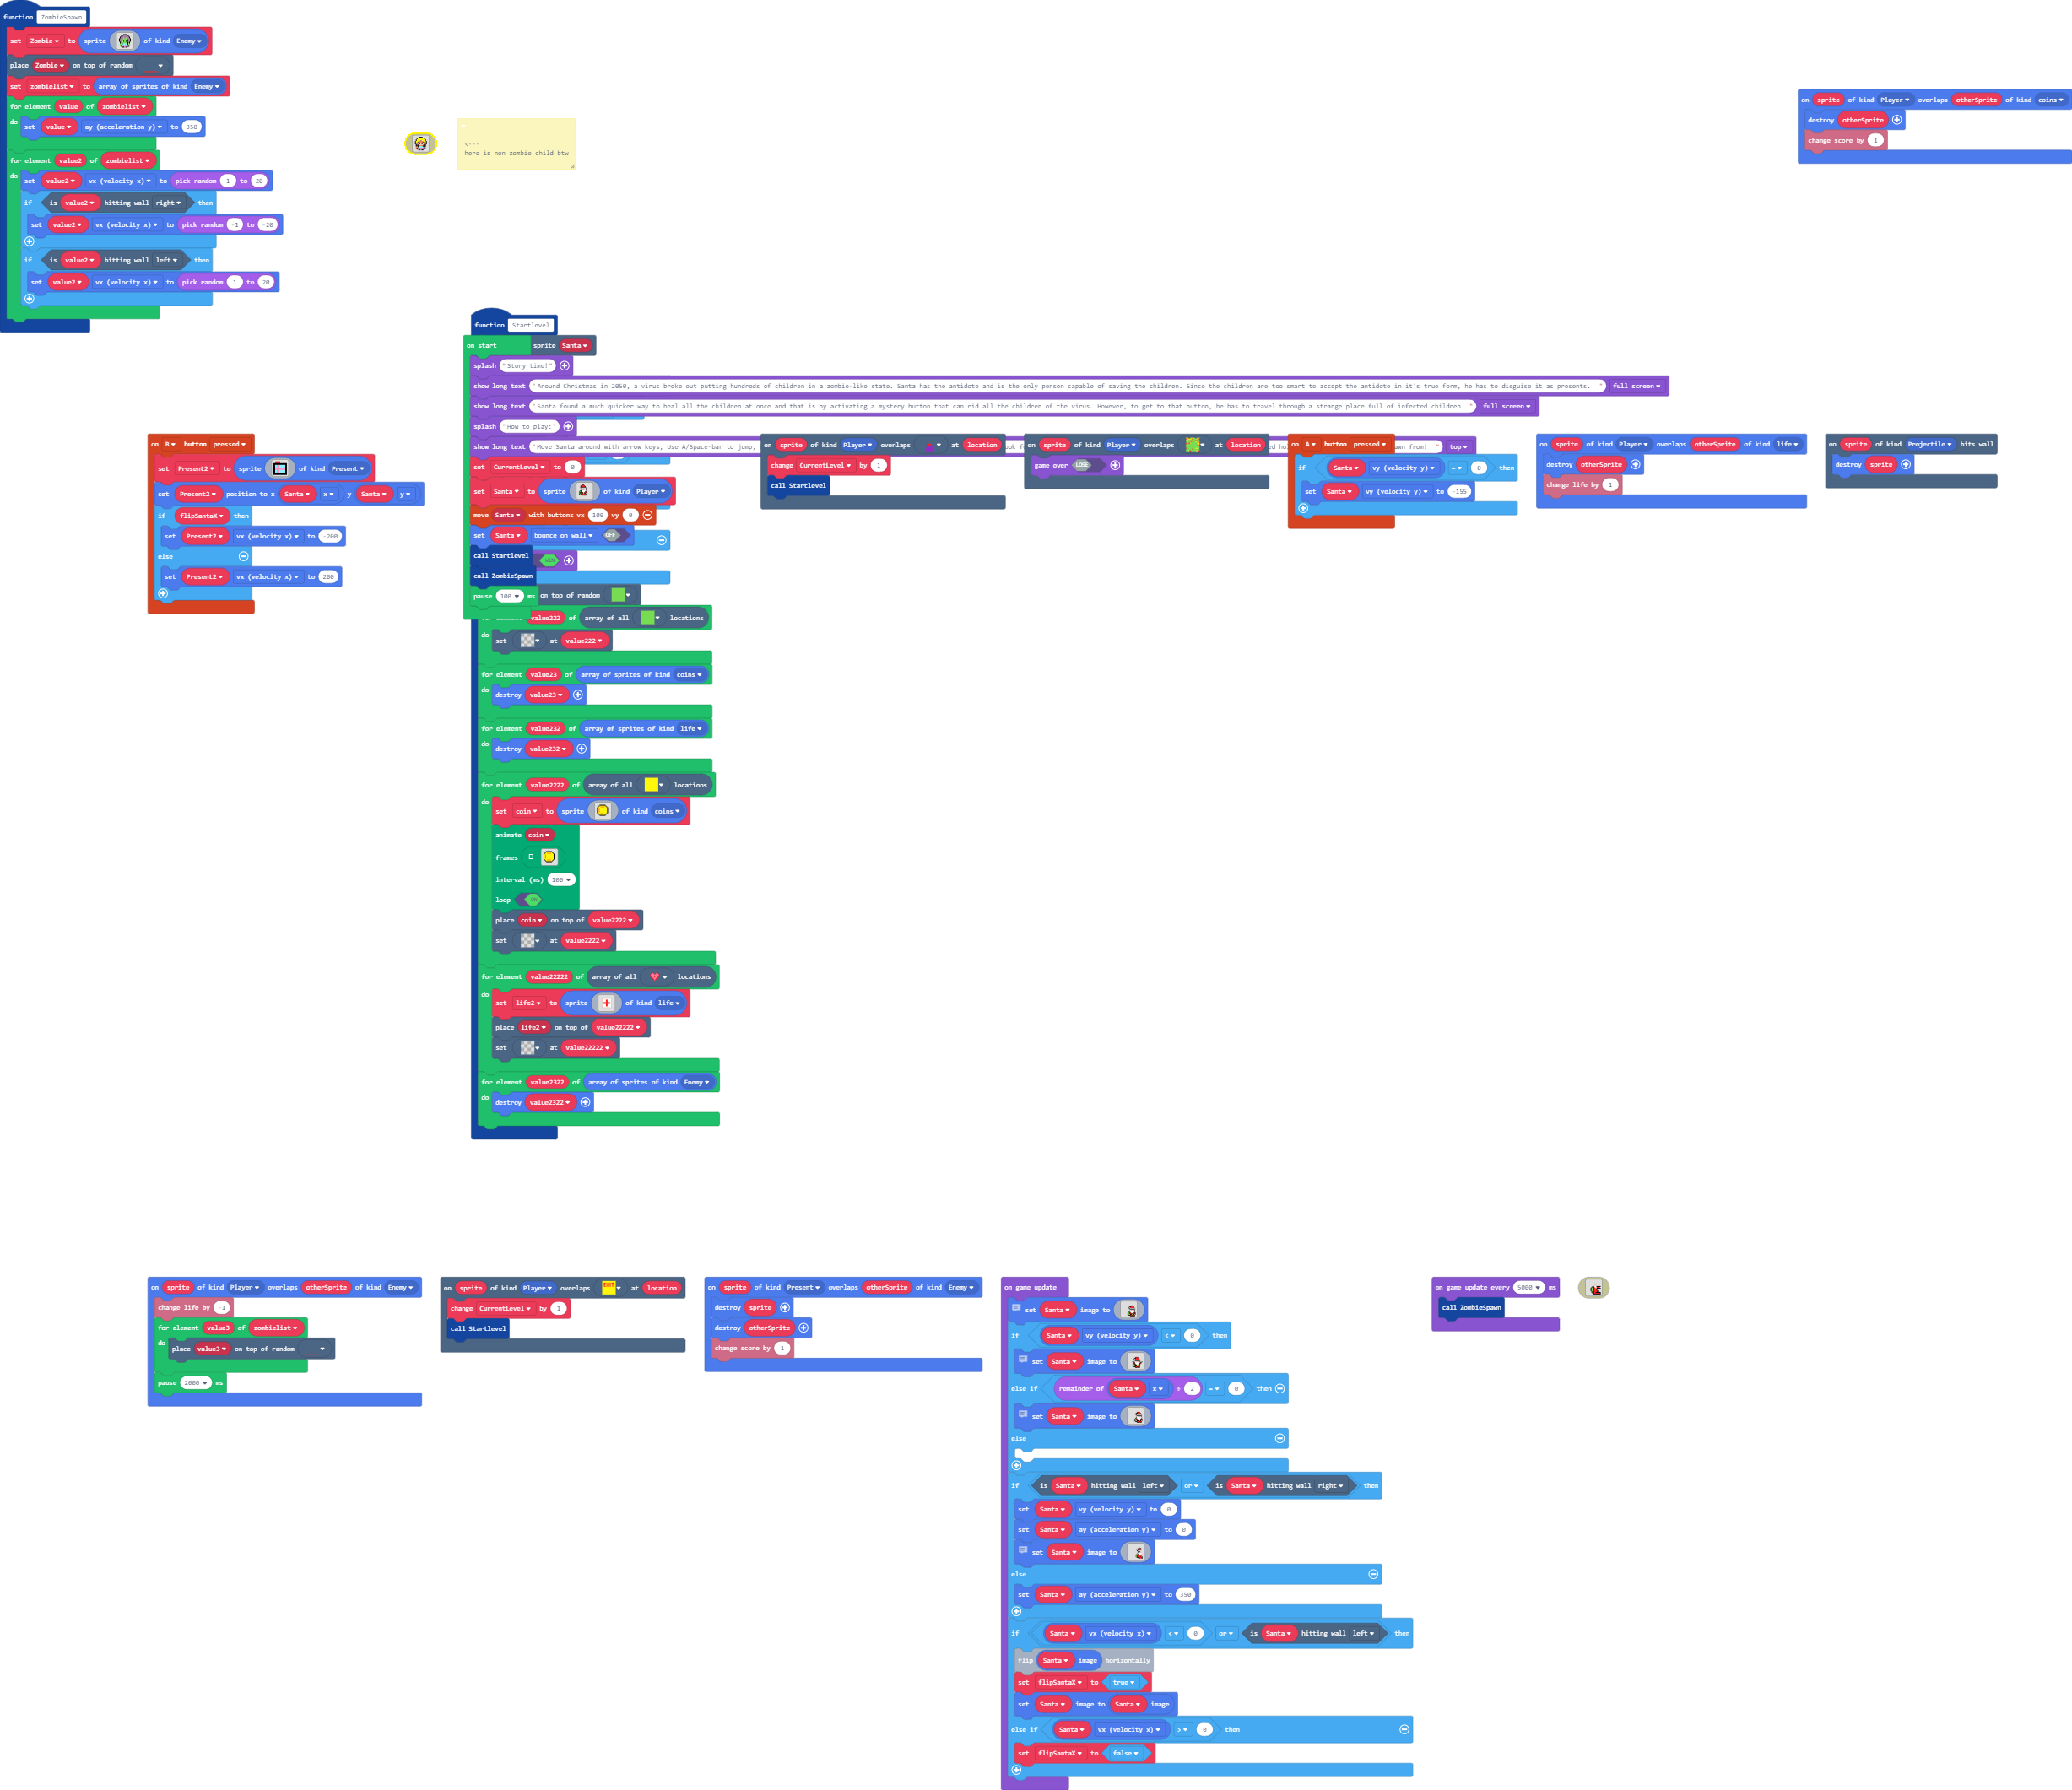 function ZombieSpawn
set Zombie to sprite of kind Enemy
place Zombie on top of random
set zombielist to array of sprites of kind Enemy
for element value of zombielist
do set value ay (acceleration y) to 350
for element value2 of zombielist
do set value2 vx (velocity x) to pick random 1 to 20
if is value2 hitting wall right then
set value2 vx (velocity x) to pick random -1 to -20
if is value2 hitting wall left then
set value2 vx (velocity x) to pick random 1 to 20
<---
here is non zombie child btw
on sprite of kind Player overlaps otherSprite of kind coins
destroy otherSprite
change score by 1
function Startlevel
on start sprite Santa
splash "Story time!"
show long text "Around Christmas in 2050, a virus broke out putting hundreds of children in a zombie-like state. Santa has the antidote and is the only person capable of saving the children. Since the children are too smart to accept the antidote in it's true form, he has to disguise it as presents. " full screen
show long text "Santa found a much quicker way to heal all the children at once and that is by activating a mystery button that can rid all the children of the virus. However, to get to that button, he has to travel through a strange place full of infected children. " full screen
splash "How to play:"
show long text "Move Santa around with arrow keys; Use A/Space-bar to jump; own from! " top
set CurrentLevel to 0
set Santa to sprite of kind Player
move Santa with buttons vx 100 vy 0
set Santa bounce on wall OFF
call Startlevel
call ZombieSpawn
pause 100 ms on top of random
value222 of array of all locations
do set at value222
for element value23 of array of sprites of kind coins
do destroy value23
for element value232 of array of sprites of kind life
do destroy value232
for element value2222 of array of all locations
do set coin to sprite of kind coins
animate coin
frames
interval (ms) 100
loop
place coin on top of value2222
set at value2222
for element value22222 of array of all locations
do set life2 to sprite of kind life
place life2 on top of value22222
set at value22222
for element value2322 of array of sprites of kind Enemy
do destroy value2322
on B button pressed
set Present2 to sprite of kind Present
set Present2 position to x Santa x y Santa y
if flipSantaX then
set Present2 vx (velocity x) to -200
else
set Present2 vx (velocity x) to 200
on sprite of kind Player overlaps at location
change CurrentLevel by 1
call Startlevel
on sprite of kind Player overlaps at location
game over LOSE
on A button pressed
if Santa vy (velocity y) = 0 then
set Santa vy (velocity y) to -155
on sprite of kind Player overlaps otherSprite of kind life
destroy otherSprite
change life by 1
on sprite of kind Projectile hits wall
destroy sprite
on sprite of kind Player overlaps otherSprite of kind Enemy
change life by -1
for element value3 of zombielist
do place value3 on top of random
pause 2000 ms
on sprite of kind Player overlaps EXIT at location
change CurrentLevel by 1
call Startlevel
on sprite of kind Present overlaps otherSprite of kind Enemy
destroy sprite
destroy otherSprite
change score by 1
on game update
set Santa image to
if Santa vy (velocity y) < 0 then
set Santa image to
else if remainder of Santa x ÷ 2 = 0 then
set Santa image to
else
if is Santa hitting wall left or is Santa hitting wall right then
set Santa vy (velocity y) to 0
set Santa ay (acceleration y) to 0
set Santa image to
else
set Santa ay (acceleration y) to 350
if Santa vx (velocity x) < 0 or is Santa hitting wall left then
flip Santa image horizontally
set flipSantaX to true
set Santa image to Santa image
else if Santa vx (velocity x) > 0 then
set flipSantaX to false
on game update every 5000 ms
call ZombieSpawn